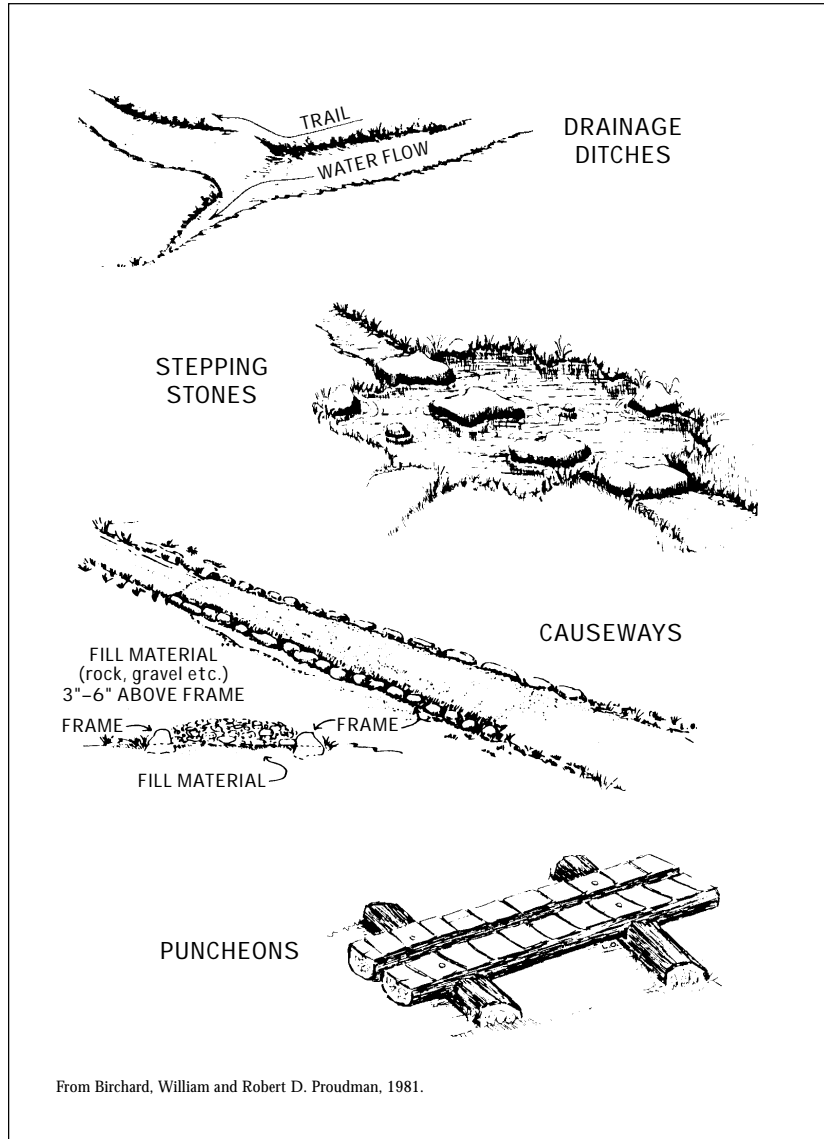 TRAIL
WATER FLOW
DRAINAGE
DITCHES
STEPPING
STONES
CAUSEWAYS
FILL MATERIAL
(rock, gravel etc.)
3"–6" ABOVE FRAME
FRAME
FRAME
FILL MATERIAL
PUNCHEONS
From Birchard, William and Robert D. Proudman, 1981.